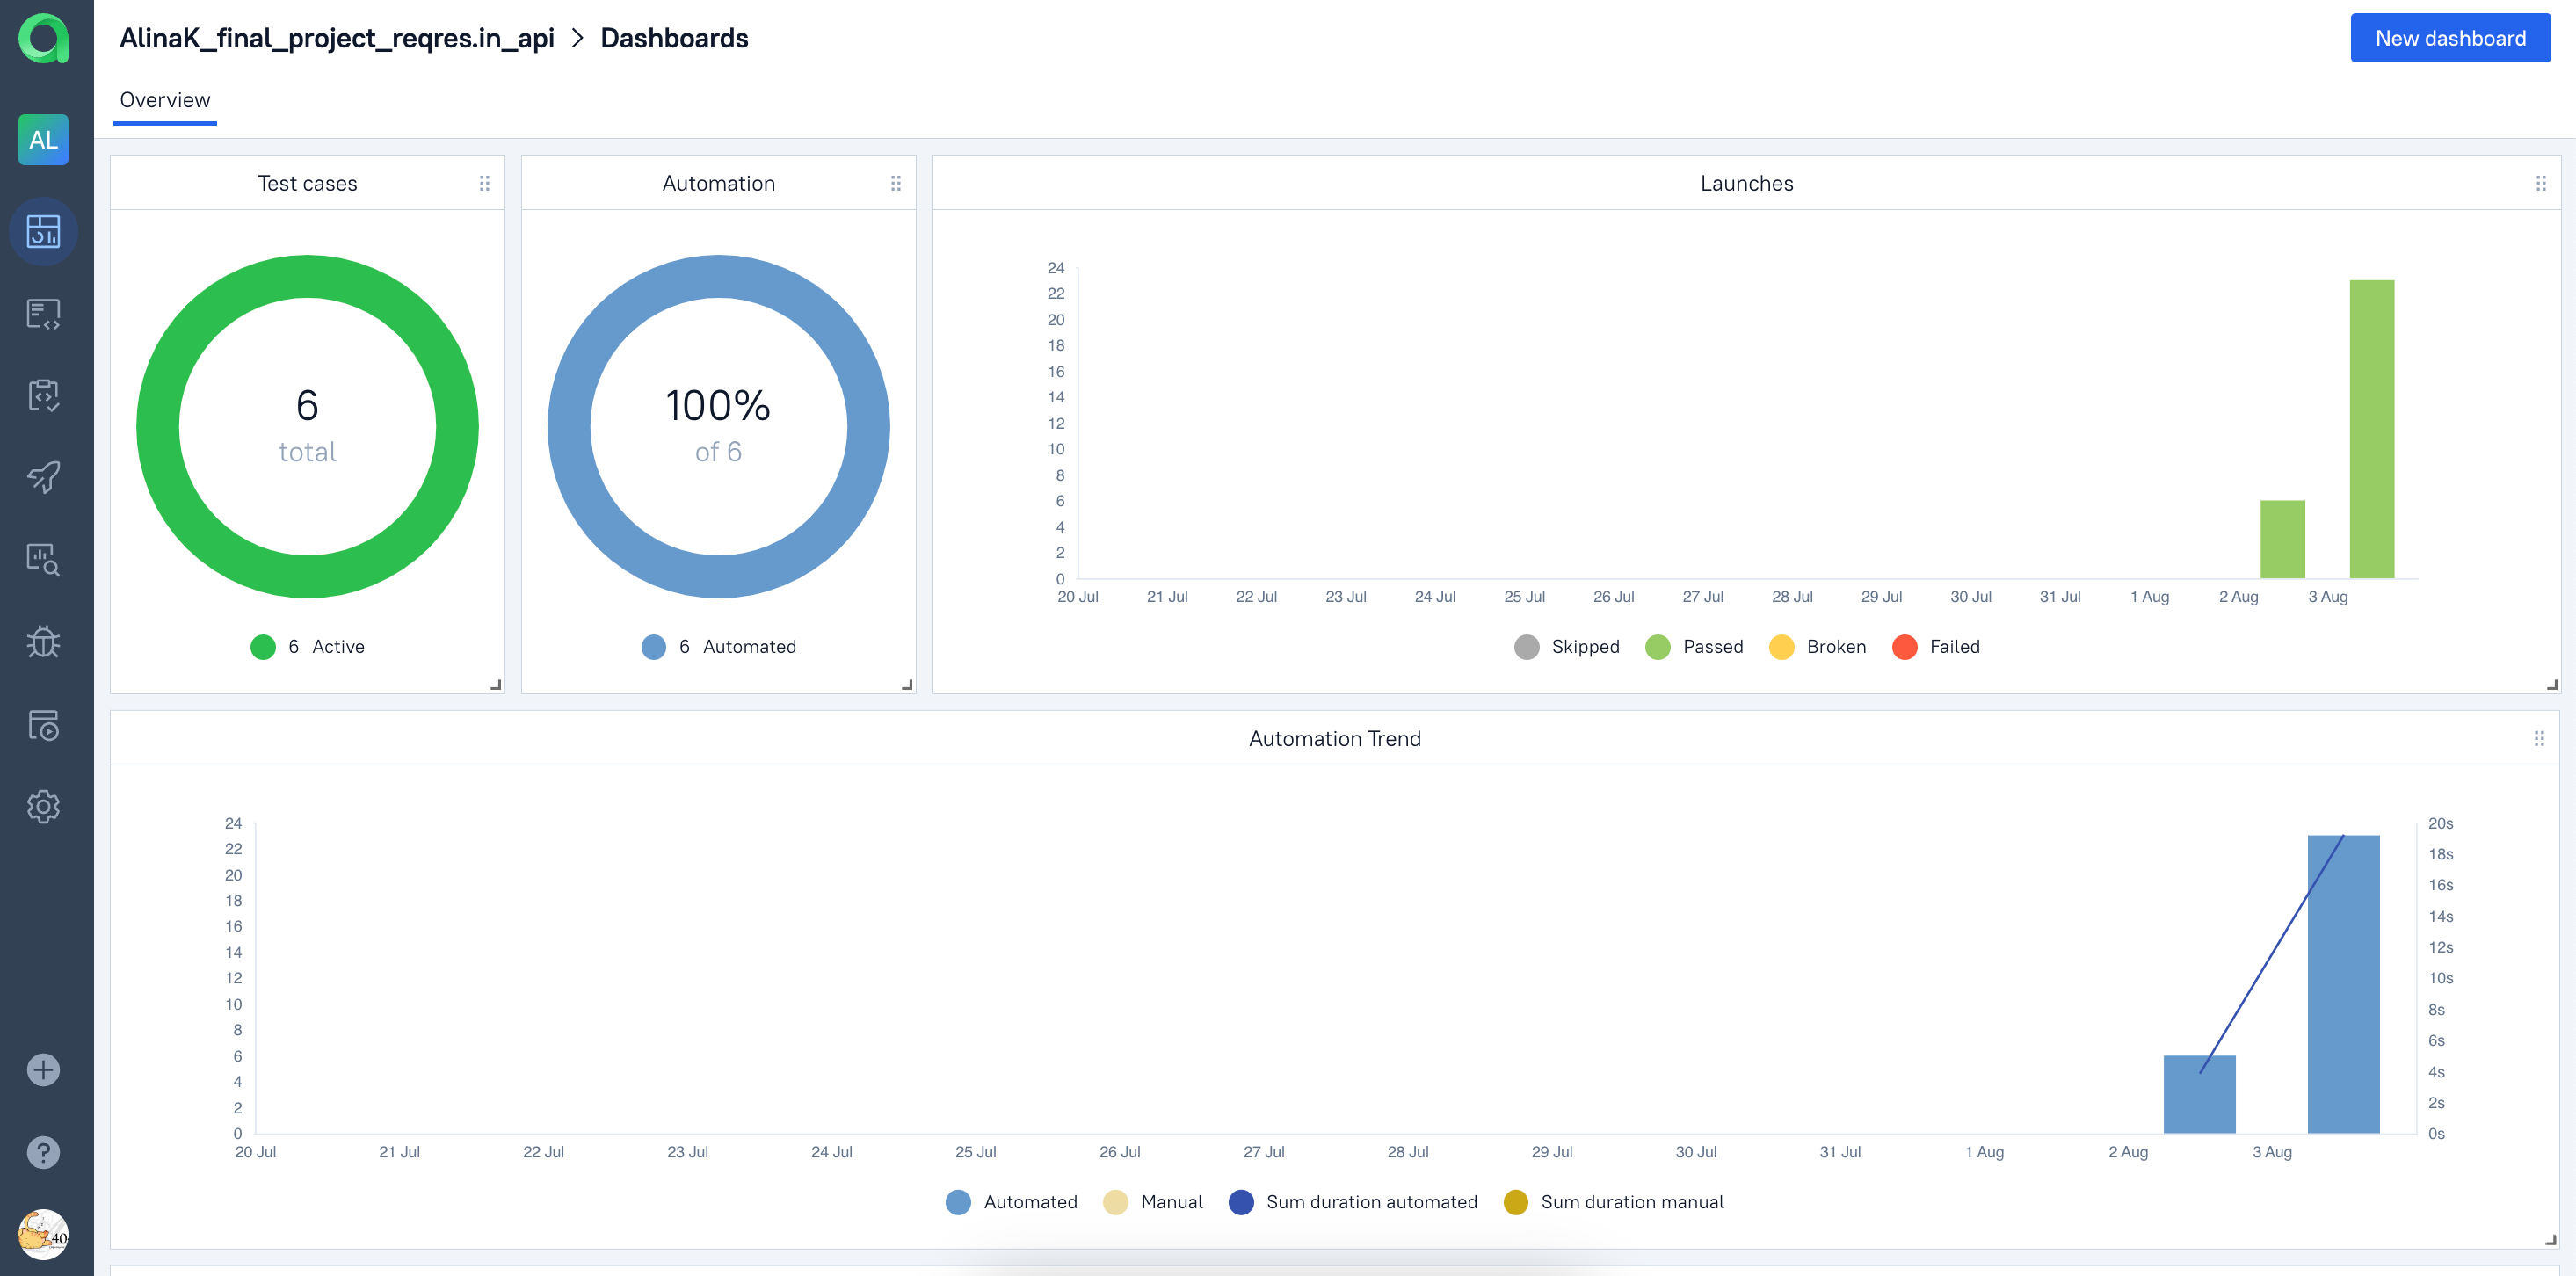 AlinaK_final_project_reqres.in_api > Dashboards
New dashboard
Overview
AL
Test cases
6
total
6 Active
Automation
100%
of 6
6 Automated
Launches
24
22
20
18
16
14
12
10
8
6
4
2
0
20 Jul 21 Jul 22 Jul 23 Jul 24 Jul 25 Jul 26 Jul 27 Jul 28 Jul 29 Jul 30 Jul 31 Jul 1 Aug 2 Aug 3 Aug
Skipped Passed Broken Failed
Automation Trend
24 20s
22 18s
20 16s
18 14s
16 12s
14 10s
12 8s
10 6s
8 4s
6 2s
4 0s
2
0
20 Jul 21 Jul 22 Jul 23 Jul 24 Jul 25 Jul 26 Jul 27 Jul 28 Jul 29 Jul 30 Jul 31 Jul 1 Aug 2 Aug 3 Aug
Automated Manual Sum duration automated Sum duration manual
?
40